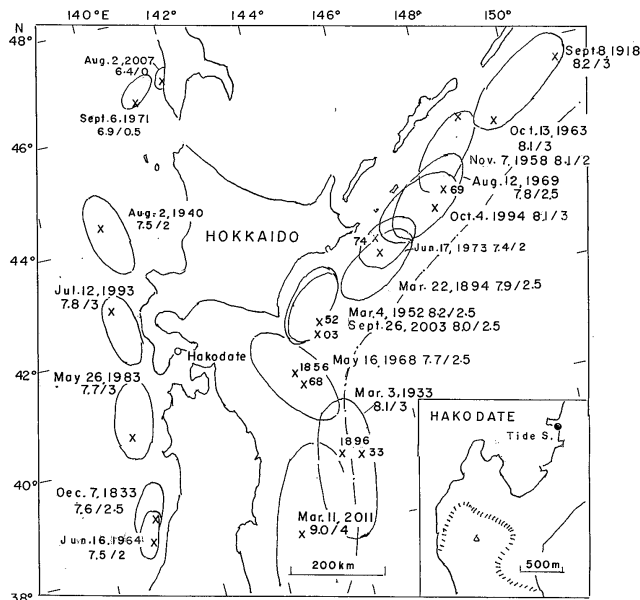 140°E 142° 144° 146° 148° 150°
N
48°
46°
44°
42°
40°
38°
Aug. 2, 2007
6.4/0
Sept. 6, 1971
6.9/0.5
Sept. 8, 1918
8.2/3
Oct. 13, 1963
8.1/3
Nov. 7, 1958 8.1/2
Aug. 12, 1969
7.8/2.5
69
Oct. 4, 1994 8.1/3
Aug. 2, 1940
7.5/2
HOKKAIDO
74
Jun. 17, 1973 7.4/2
Mar. 22, 1894 7.9/2.5
Jul. 12, 1993
7.8/3
Mar. 4, 1952 8.2/2.5
52
Sept. 26, 2003 8.0/2.5
03
Hakodate
May 16, 1968 7.7/2.5
1856
68
May 26, 1983
7.7/3
Mar. 3, 1933
8.1/3
1896
33
Oec. 7, 1833
7.6/2.5
Jun. 16, 1964
7.5/2
Mar. 11, 2011
9.0/4
200km
HAKODATE
Tide S.
500m